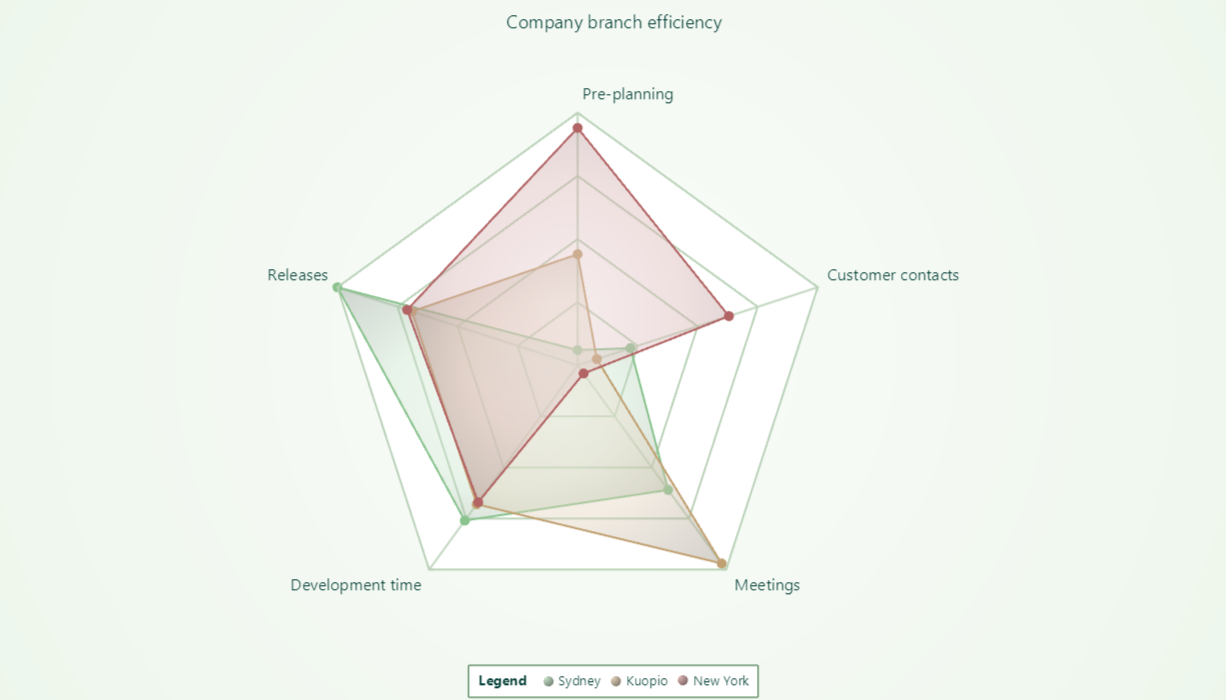 Company branch efficiency
Pre-planning
Releases
Customer contacts
Development time
Meetings
Legend Sydney Kuopio New York